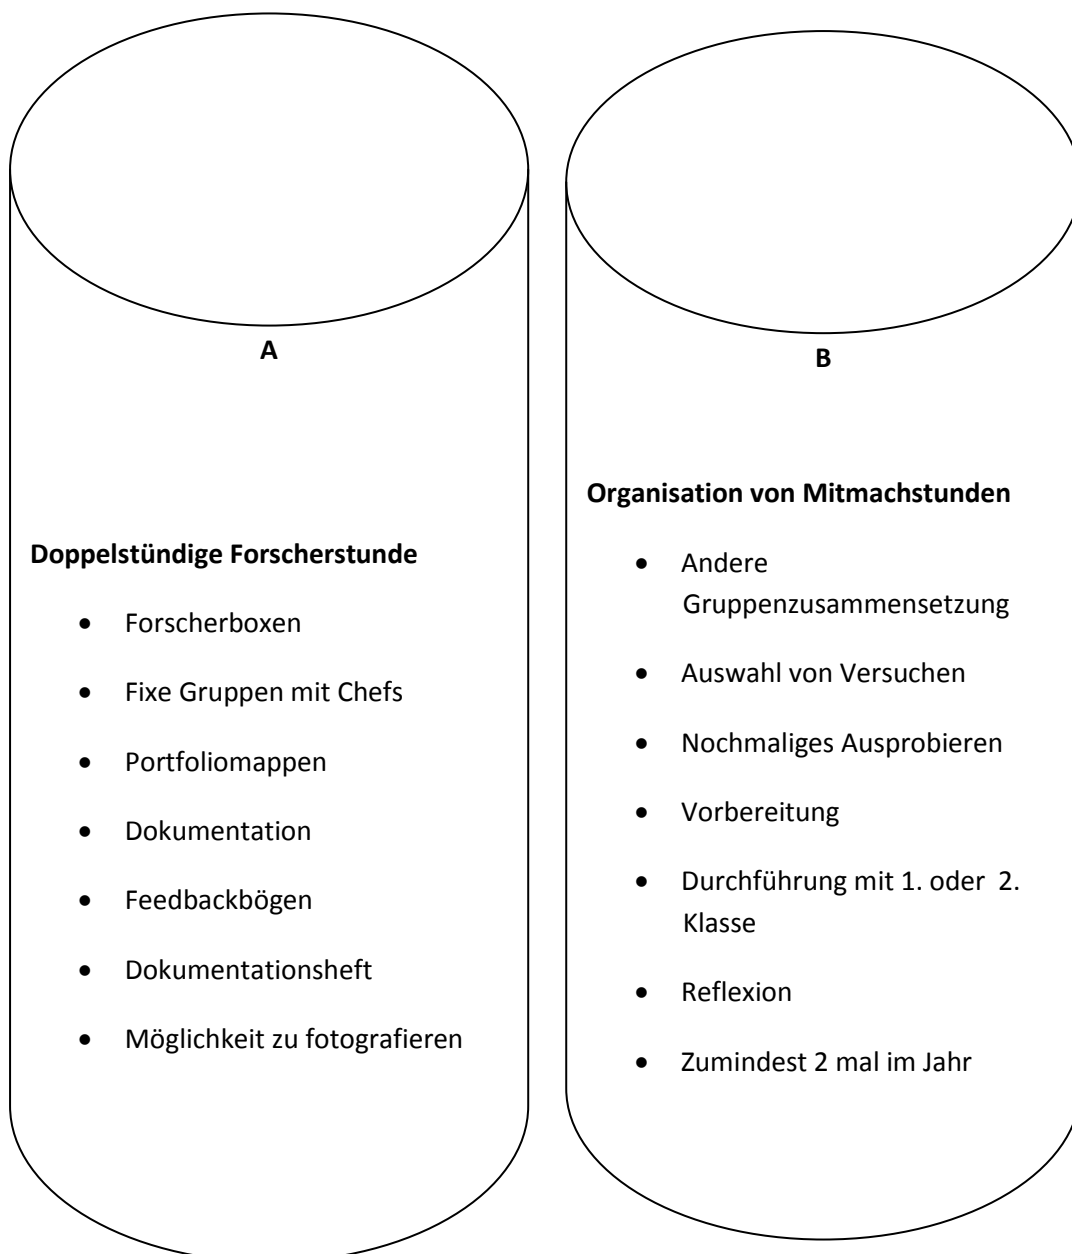 A
Doppelstündige Forscherstunde
• Forscherboxen
• Fixe Gruppen mit Chefs
• Portfoliomappen
• Dokumentation
• Feedbackbögen
• Dokumentationsheft
• Möglichkeit zu fotografieren
B
Organisation von Mitmachstunden
• Andere
Gruppenzusammensetzung
• Auswahl von Versuchen
• Nochmaliges Ausprobieren
• Vorbereitung
• Durchführung mit 1. oder 2.
Klasse
• Reflexion
• Zumindest 2 mal im Jahr